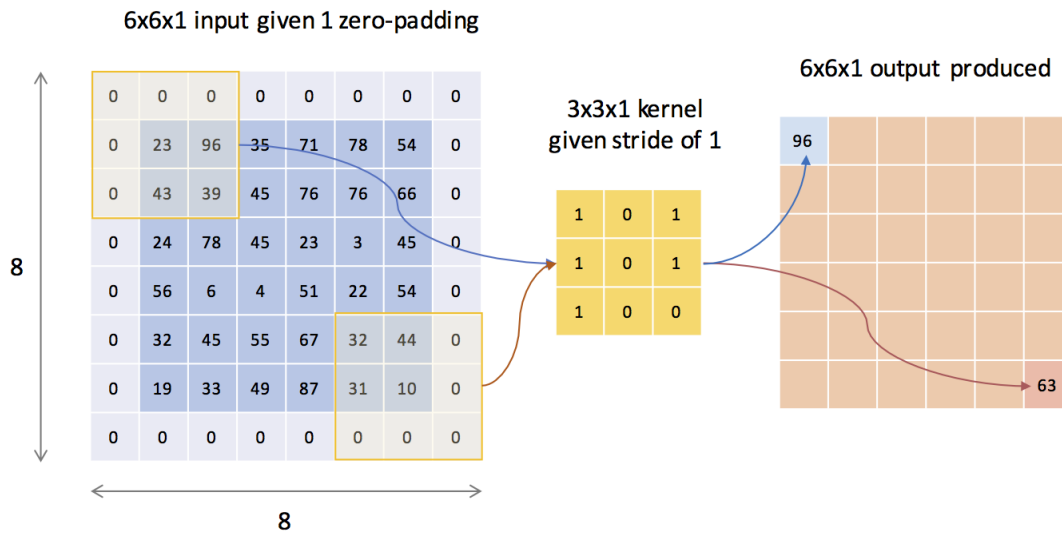 6x6x1 input given 1 zero-padding
6x6x1 output produced
3x3x1 kernel
given stride of 1
0 0 0 0 0 0 0 0
0 23 96 35 71 78 54 0
0 43 39 45 76 76 66 0
0 24 78 45 23 3 45 0
0 56 6 4 51 22 54 0
0 32 45 55 67 32 44 0
0 19 33 49 87 31 10 0
0 0 0 0 0 0 0 0
8
8
1 0 1
1 0 1
1 0 0
96
63